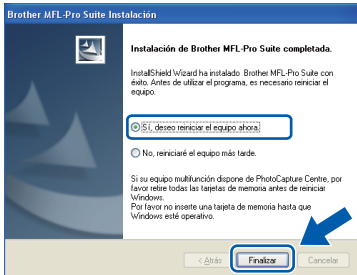 Brother MFL-Pro Suite Instalación
Instalación de Brother MFL-Pro Suite completada.
InstallShield Wizard ha instalado Brother MFL-Pro Suite con
éxito. Antes de utilizar el programa, es necesario reiniciar el
equipo.
Sí, deseo reiniciar el equipo ahora.
No, reiniciaré el equipo más tarde.
Si su equipo multifunción dispone de PhotoCapture Centre, por
favor retire todas las tarjetas de memoria antes de reiniciar
Windows.
Por favor no inserte una tarjeta de memoria hasta que
Windows esté operativo.
< Atrás Finalizar Cancelar